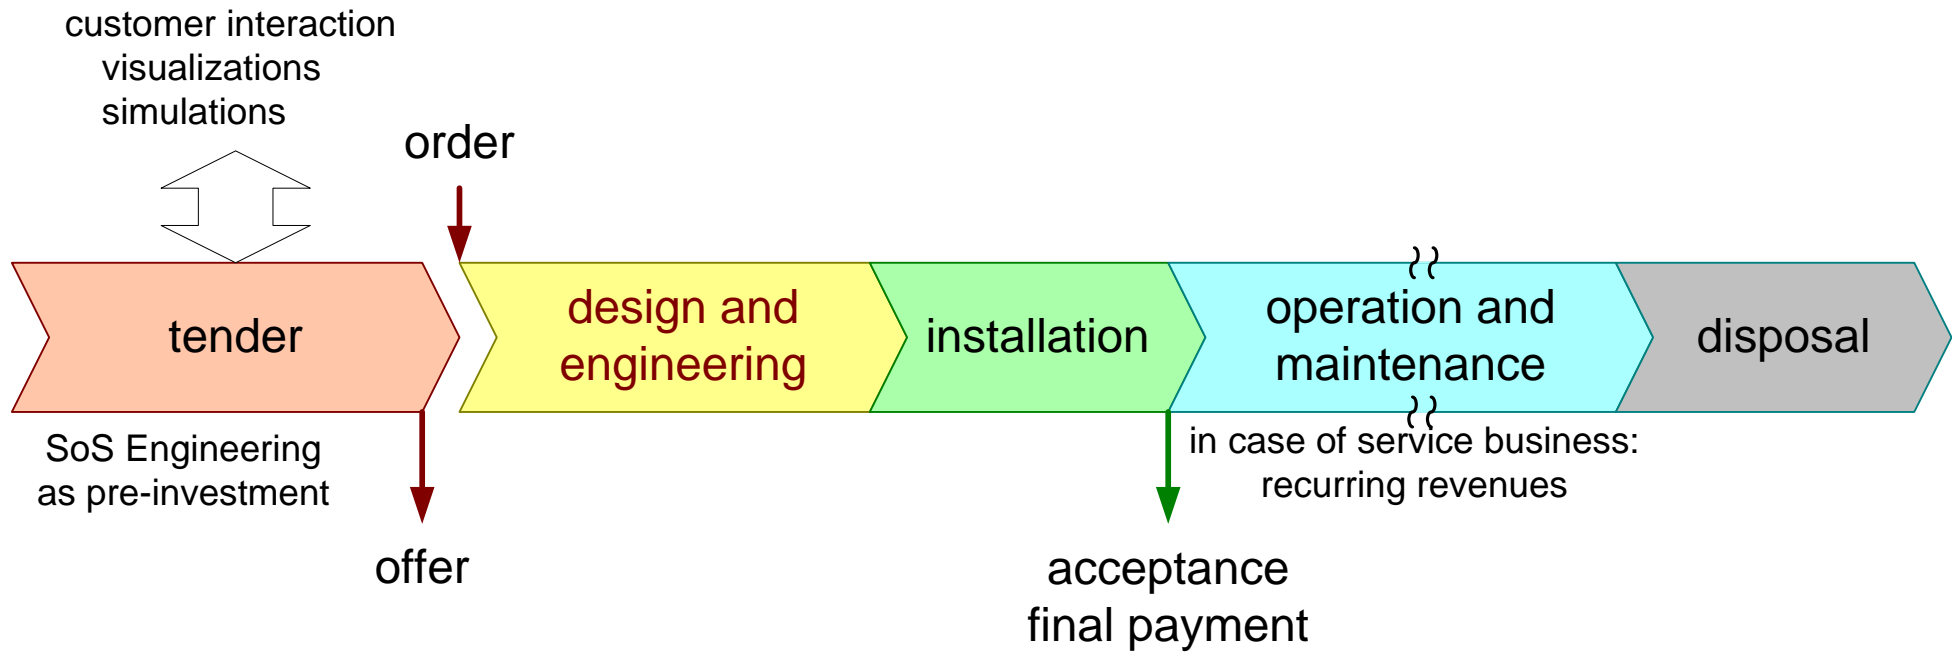 customer interaction
visualizations
simulations
order
tender
design and
engineering
installation
operation and
maintenance
disposal
SoS Engineering
as pre-investment
in case of service business:
recurring revenues
offer
acceptance
final payment